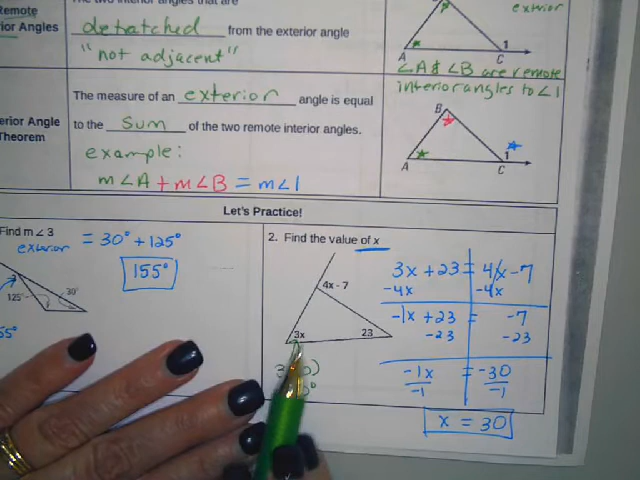 The two interior angles that are
Remote
Interior Angles
detatched from the exterior angle
"not adjacent"
exterior
A
C
1
∠A & ∠B are remote
interior angles to ∠1
Exterior Angle
Theorem
The measure of an exterior angle is equal
to the sum of the two remote interior angles.
example:
m∠A + m∠B = m∠1
B
A
C
1
Let's Practice!
Find m ∠ 3
exterior
= 30° + 125°
155°
125°
30°
2. Find the value of x
4x - 7
3x
23
3x + 23 = 4x - 7
-4x -4x
-1x + 23 = -7
-23 -23
-1x = -30
-1 -1
x = 30